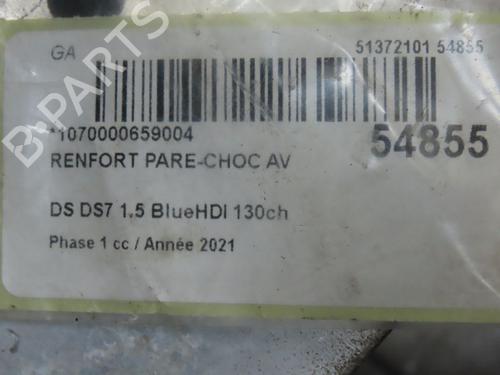 GA
51372101 54855
*1070000659004
54855
RENFORT PARE-CHOC AV
DS DS7 1.5 BlueHDI 130ch
Phase 1 cc / Année 2021
B-PARTS